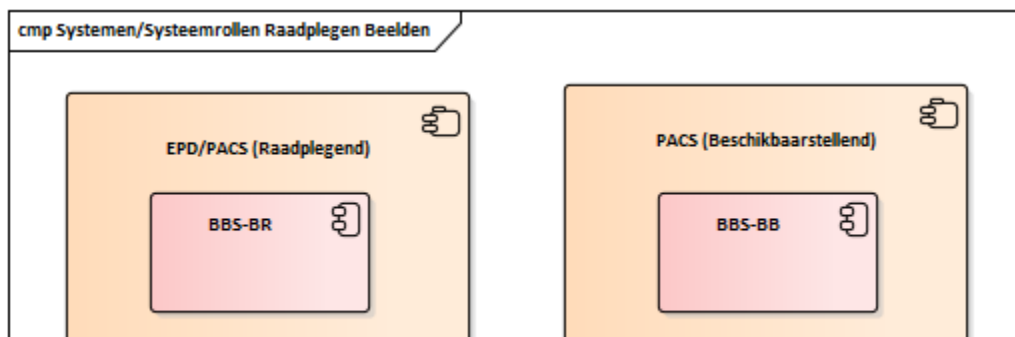 cmp Systemen/Systeemrollen Raadplegen Beelden
EPD/PACS (Raadplegend)
PACS (Beschikbaarstellend)
BBS-BR
BBS-BB